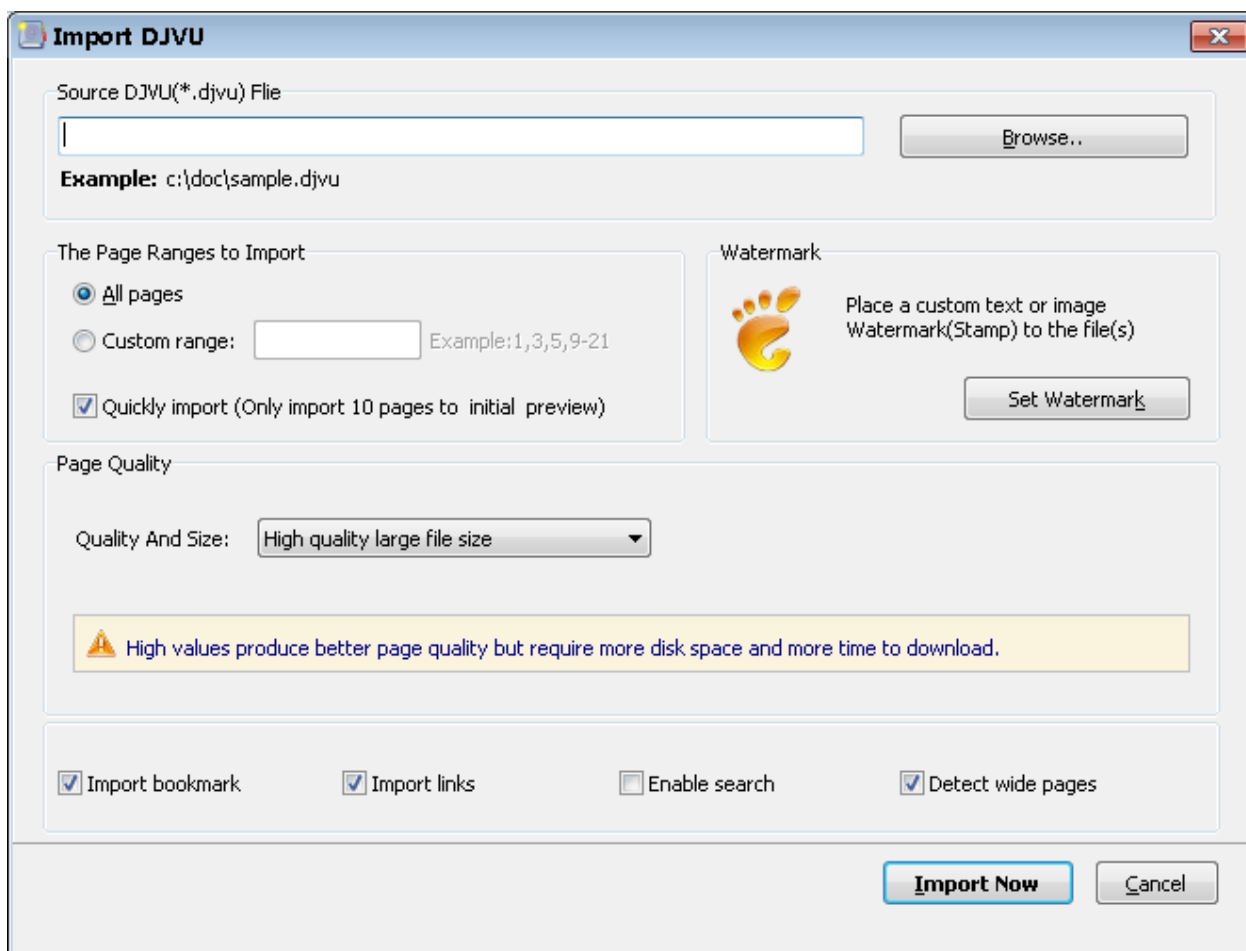 Import DJVU
Source DJVU(*.djvu) Flie
Browse..
Example: c:\doc\sample.djvu
The Page Ranges to Import
All pages
Custom range: Example:1,3,5,9-21
Quickly import (Only import 10 pages to  initial  preview)
Watermark
Place a custom text or image
Watermark(Stamp) to the file(s)
Set Watermark
Page Quality
Quality And Size: High quality large file size
High values produce better page quality but require more disk space and more time to download.
Import bookmark Import links Enable search Detect wide pages
Import Now Cancel